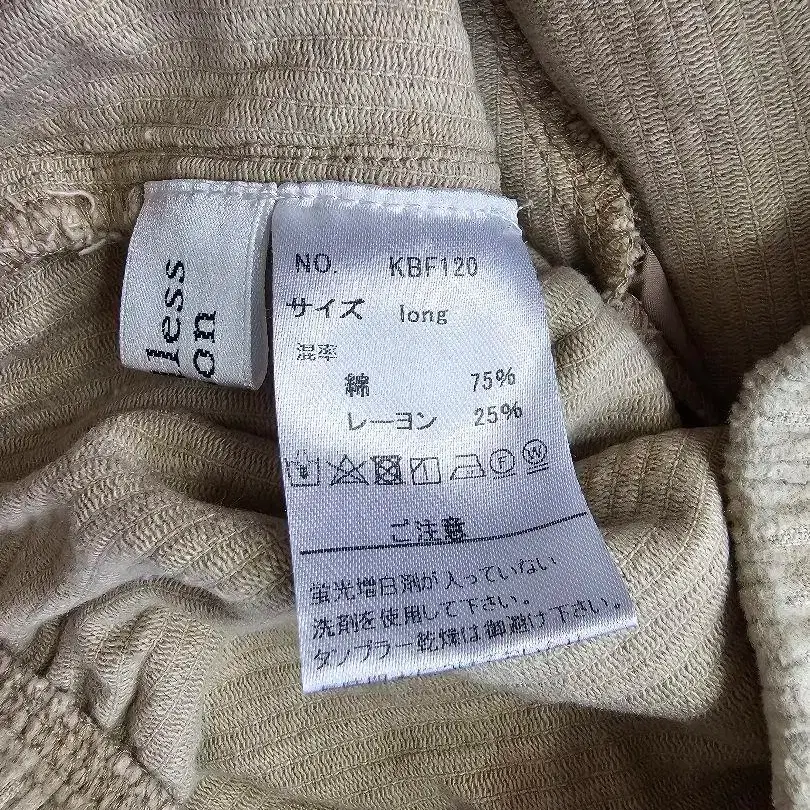 less
on
NO. KBF120
サイズ long
混率
綿 75%
レーヨン 25%
ご注意
蛍光増白剤が入っていない
洗剤を使用して下さい。
タンブラー乾燥は御避け下さい。